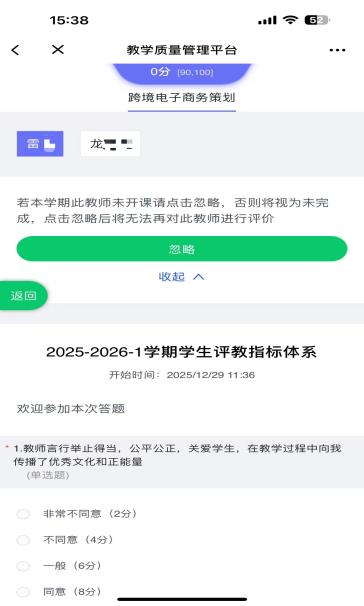 15:38
52
教学质量管理平台
0分 [90,100]
跨境电子商务策划
雷
龙
若本学期此教师未开课请点击忽略，否则将视为未完
成，点击忽略后将无法再对此教师进行评价
忽略
收起
返回
2025-2026-1学期学生评教指标体系
开始时间：2025/12/29 11:36
欢迎参加本次答题
* 1.教师言行举止得当，公平公正，关爱学生，在教学过程中向我
传播了优秀文化和正能量
(单选题)
非常不同意（2分）
不同意（4分）
一般（6分）
同意（8分）